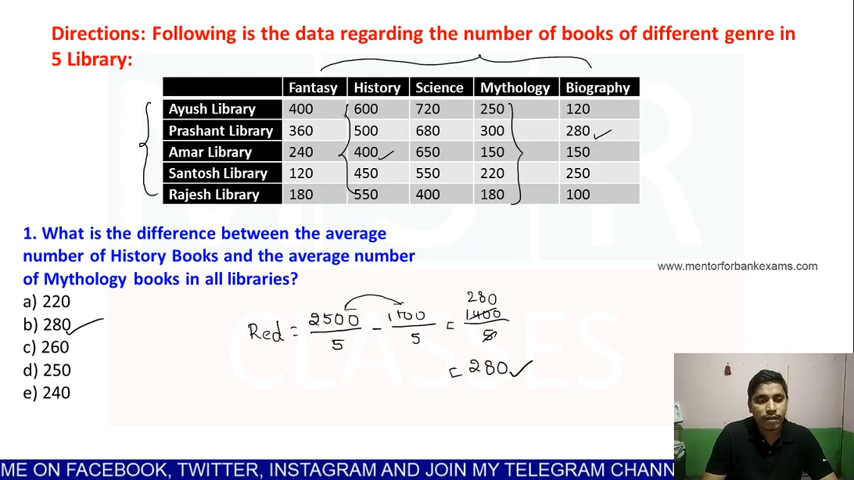 Directions: Following is the data regarding the number of books of different genre in
5 Library:
Fantasy History Science Mythology Biography
Ayush Library 400 600 720 250 120
Prashant Library 360 500 680 300 280
Amar Library 240 400 650 150 150
Santosh Library 120 450 550 220 250
Rajesh Library 180 550 400 180 100
1. What is the difference between the average
number of History Books and the average number
of Mythology books in all libraries?
www.mentorforbankexams.com
a) 220
b) 280
c) 260
d) 250
e) 240
280
Red = 2500/5 - 1100/5 = 1400/5
= 280
CLASSES
ME ON FACEBOOK, TWITTER, INSTAGRAM AND JOIN MY TELEGRAM CHANN